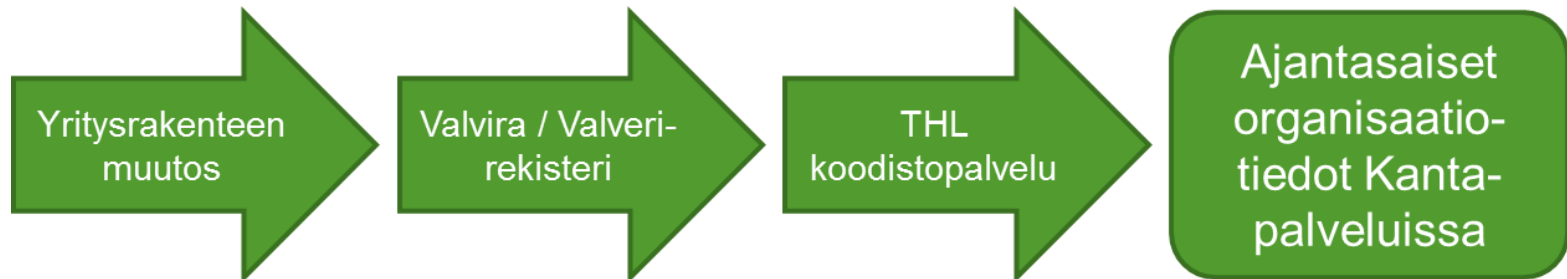 Yritysrakenteen
muutos
Valvira / Valveri-
rekisteri
THL
koodistopalvelu
Ajantasaiset
organisaatio-
tiedot Kanta-
palveluissa